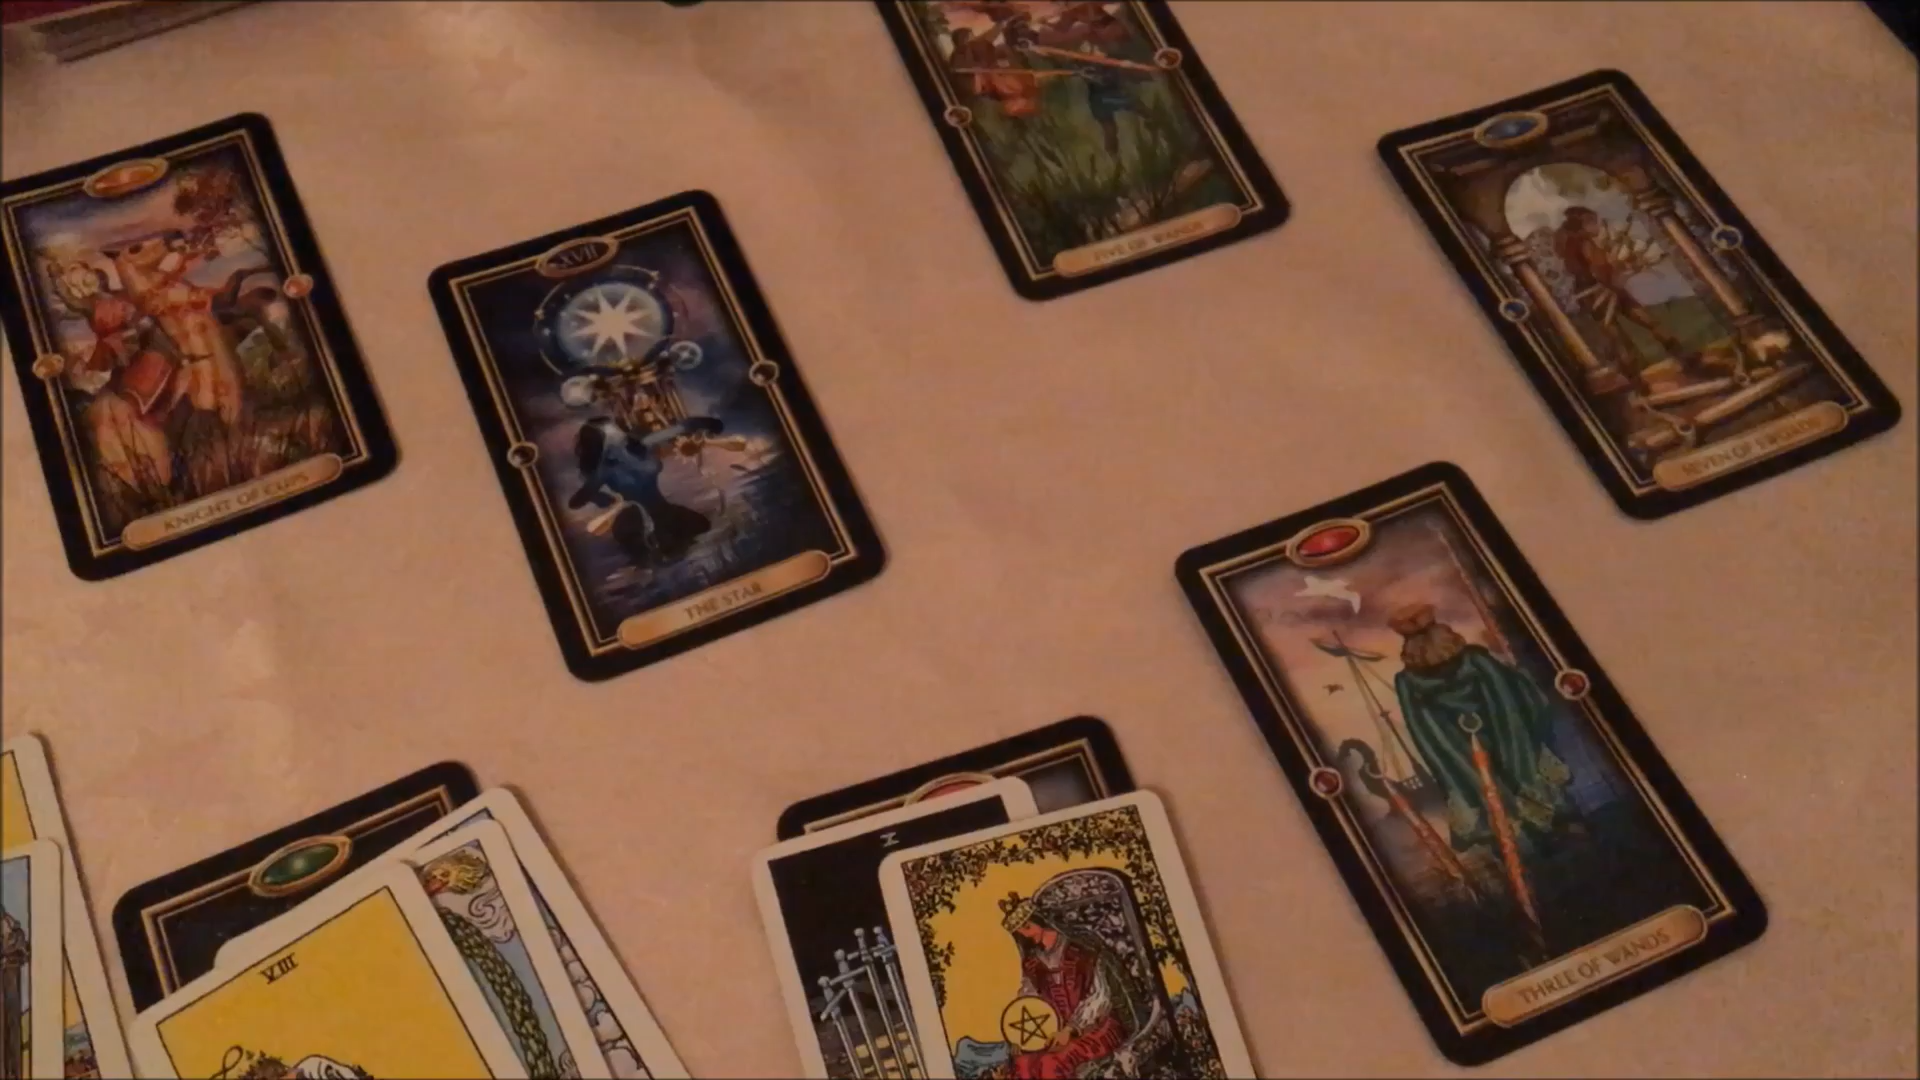 FIVE OF WANDS
XVII
SEVEN OF SWORDS
KNIGHT OF CUPS
THE STAR
THREE OF WANDS
VIII
X